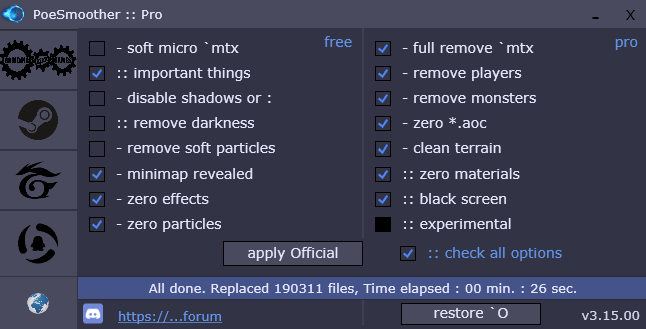 PoeSmoother :: Pro
free
- soft micro `mtx
:: important things
- disable shadows or :
:: remove darkness
- remove soft particles
- minimap revealed
- zero effects
- zero particles
pro
- full remove `mtx
- remove players
- remove monsters
- zero *.aoc
- clean terrain
:: zero materials
:: black screen
:: experimental
apply Official
:: check all options
All done. Replaced 190311 files, Time elapsed : 00 min. : 26 sec.
https://...forum
restore `O
v3.15.00